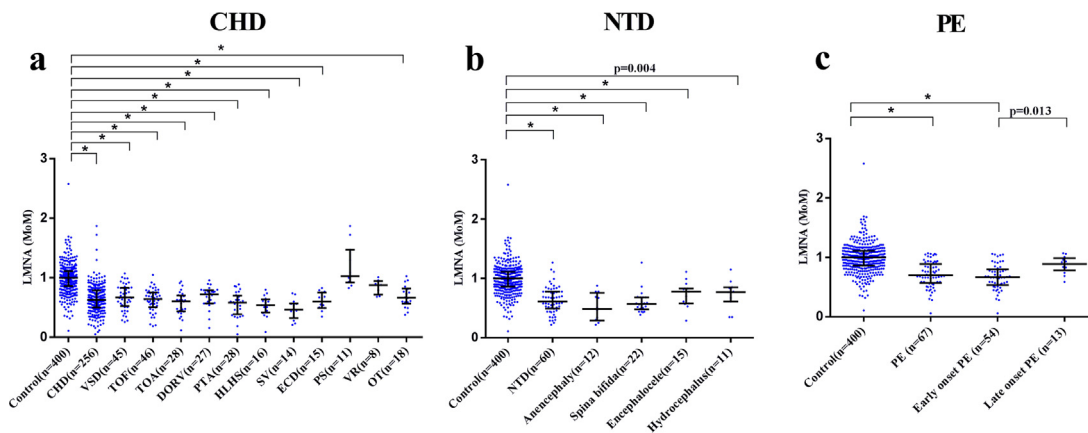 CHD
NTD
PE
a
*
*
*
*
*
*
*
*
*
*
LMNA (MoM)
3
2
1
0
Control(n=400)
CHD(n=256)
VSD(n=45)
TOF(n=46)
TOA(n=28)
DORV(n=27)
PTA(n=28)
HLHS(n=16)
SV(n=14)
ECD(n=15)
PS(n=11)
VR(n=8)
OT(n=18)
b
p=0.004
*
*
*
*
LMNA (MoM)
3
2
1
0
Control(n=400)
NTD(n=60)
Anencephaly(n=12)
Spina bifida(n=22)
Encephalocele(n=15)
Hydrocephalus(n=11)
c
*
*
p=0.013
LMNA (MoM)
3
2
1
0
Control(n=400)
PE (n=67)
Early onset PE (n=54)
Late onset PE (n=13)